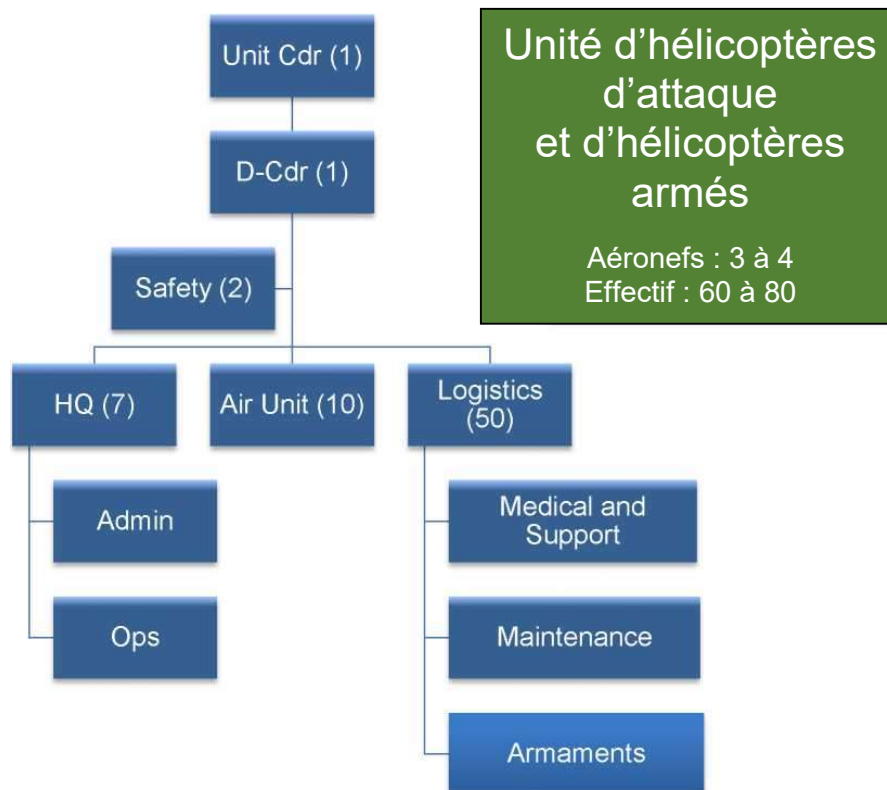 Unit Cdr (1)
D-Cdr (1)
Safety (2)
HQ (7)
Air Unit (10)
Logistics
(50)
Admin
Ops
Medical and
Support
Maintenance
Armaments
Unité d’hélicoptères
d’attaque
et d’hélicoptères
armés
Aéronefs : 3 à 4
Effectif : 60 à 80